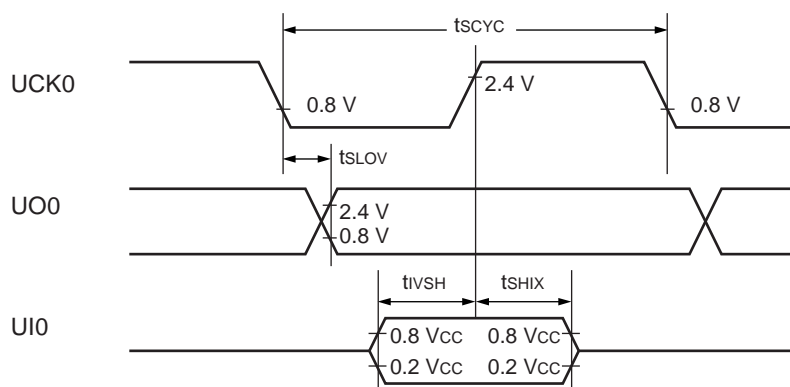 tSCYC
UCK0
0.8 V
2.4 V
0.8 V
tSLOV
UO0
2.4 V
0.8 V
tIVSH
tSHIX
UI0
0.8 VCC
0.8 VCC
0.2 VCC
0.2 VCC